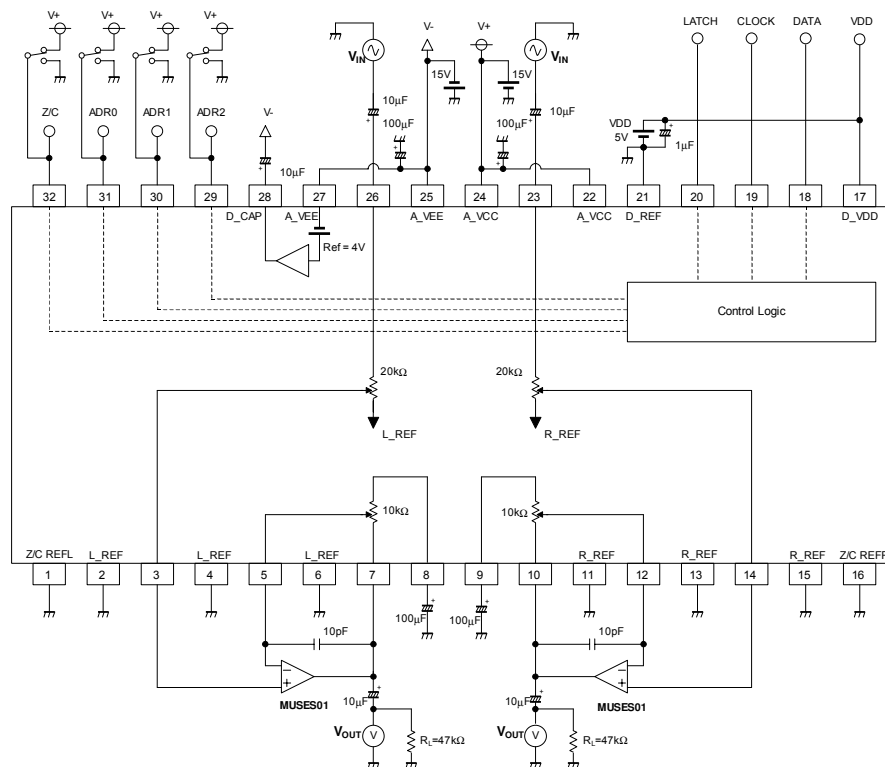 V+ V+ V+ V+ V- V+ LATCH CLOCK DATA VDD
VIN VIN
15V 15V
Z/C ADR0 ADR1 ADR2 V- 10μF 100μF 100μF 10μF VDD 5V 1μF
10μF
32 31 30 29 28 27 26 25 24 23 22 21 20 19 18 17
D_CAP A_VEE A_VEE A_VCC A_VCC D_REF D_VDD
Ref = 4V
Control Logic
20kΩ 20kΩ
L_REF R_REF
10kΩ 10kΩ
Z/C REFL L_REF L_REF L_REF R_REF R_REF R_REF Z/C REFR
1 2 3 4 5 6 7 8 9 10 11 12 13 14 15 16
100μF 100μF
10pF 10pF
MUSES01 10μF 10μF MUSES01
VOUT RL=47kΩ VOUT RL=47kΩ
V V